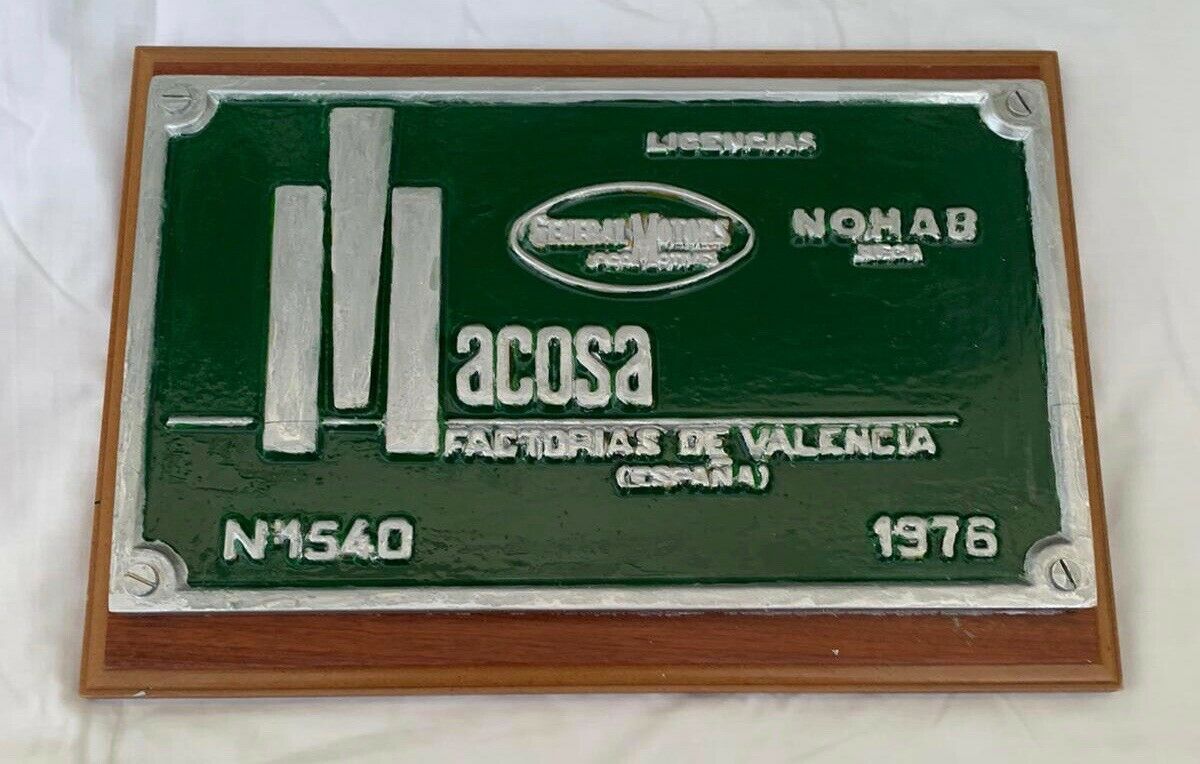 LICENCIAS
GENERAL MOTORS
NOHAB
acosa
FACTORIAS DE VALENCIA
(ESPAÑA)
Nº1540
1976